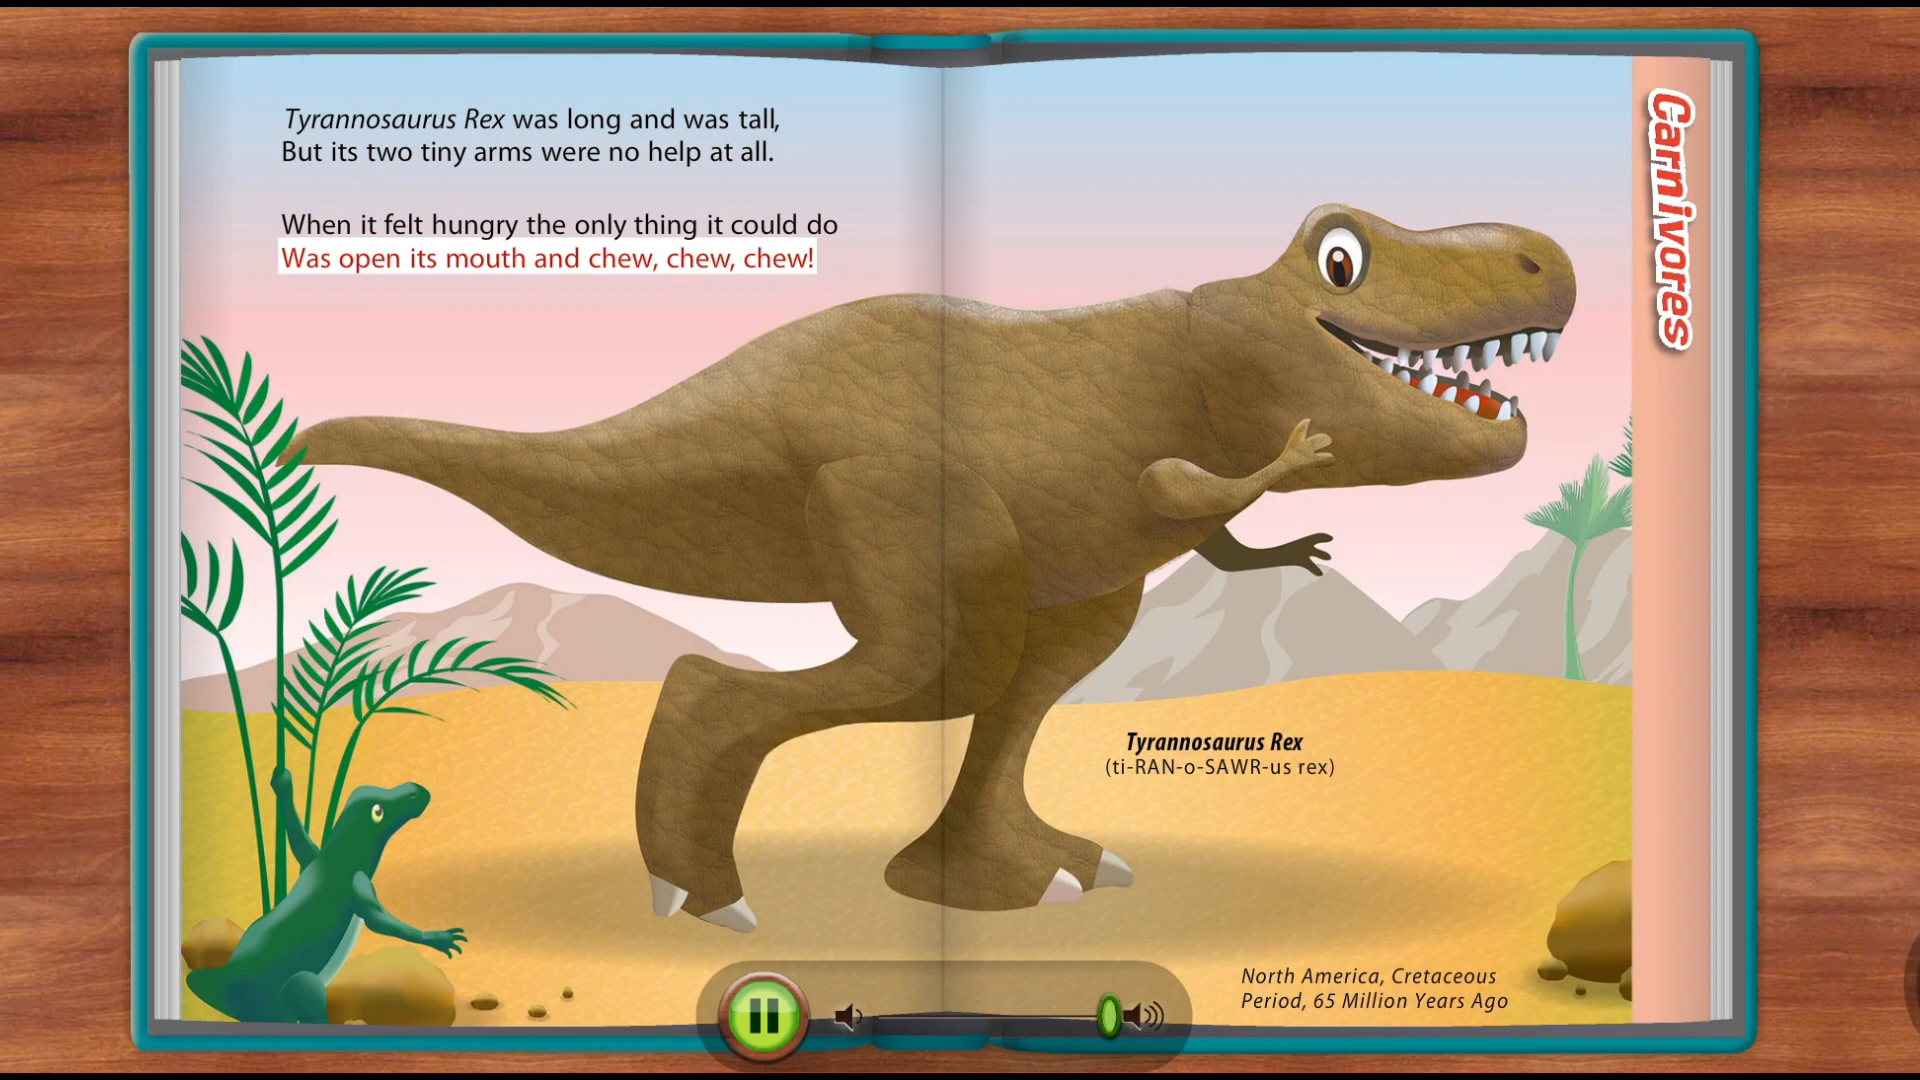 Tyrannosaurus Rex was long and was tall,
But its two tiny arms were no help at all.
When it felt hungry the only thing it could do
Was open its mouth and chew, chew, chew!
Carnivores
Tyrannosaurus Rex
(ti-RAN-o-SAWR-us rex)
North America, Cretaceous
Period, 65 Million Years Ago